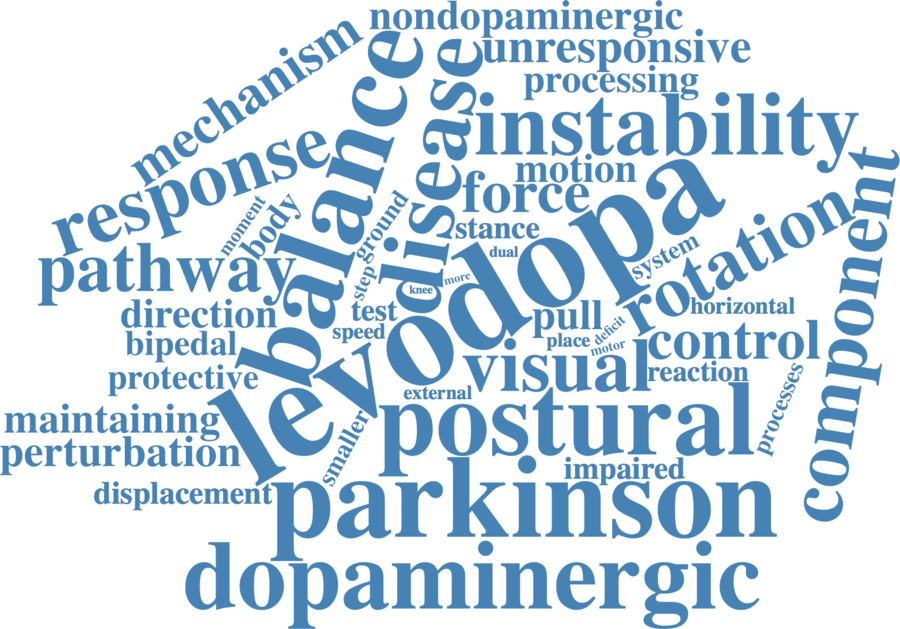 nondopaminergic
mechanism
unresponsive
processing
balance
disease
instability
response
motion
force
levodopa
component
moment
body
ground
stance
dual
system
rotation
pathway
step
knee
more
direction
test
speed
pull
place
deficit
motor
horizontal
control
bipedal
visual
reaction
protective
external
processes
maintaining
perturbation
smaller
postural
impaired
displacement
parkinson
dopaminergic